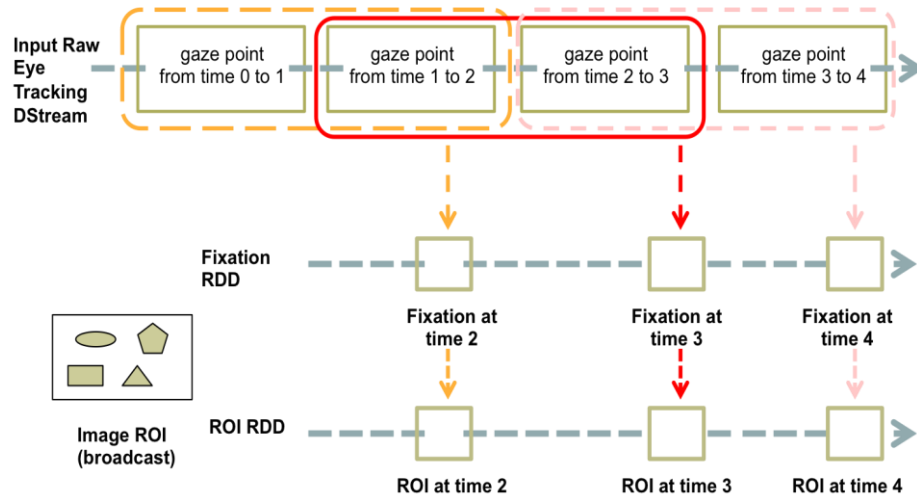 Input Raw
Eye
Tracking
DStream
gaze point
from time 0 to 1
gaze point
from time 1 to 2
gaze point
from time 2 to 3
gaze point
from time 3 to 4
Fixation
RDD
Fixation at
time 2
Fixation at
time 3
Fixation at
time 4
Image ROI
(broadcast)
ROI RDD
ROI at time 2
ROI at time 3
ROI at time 4